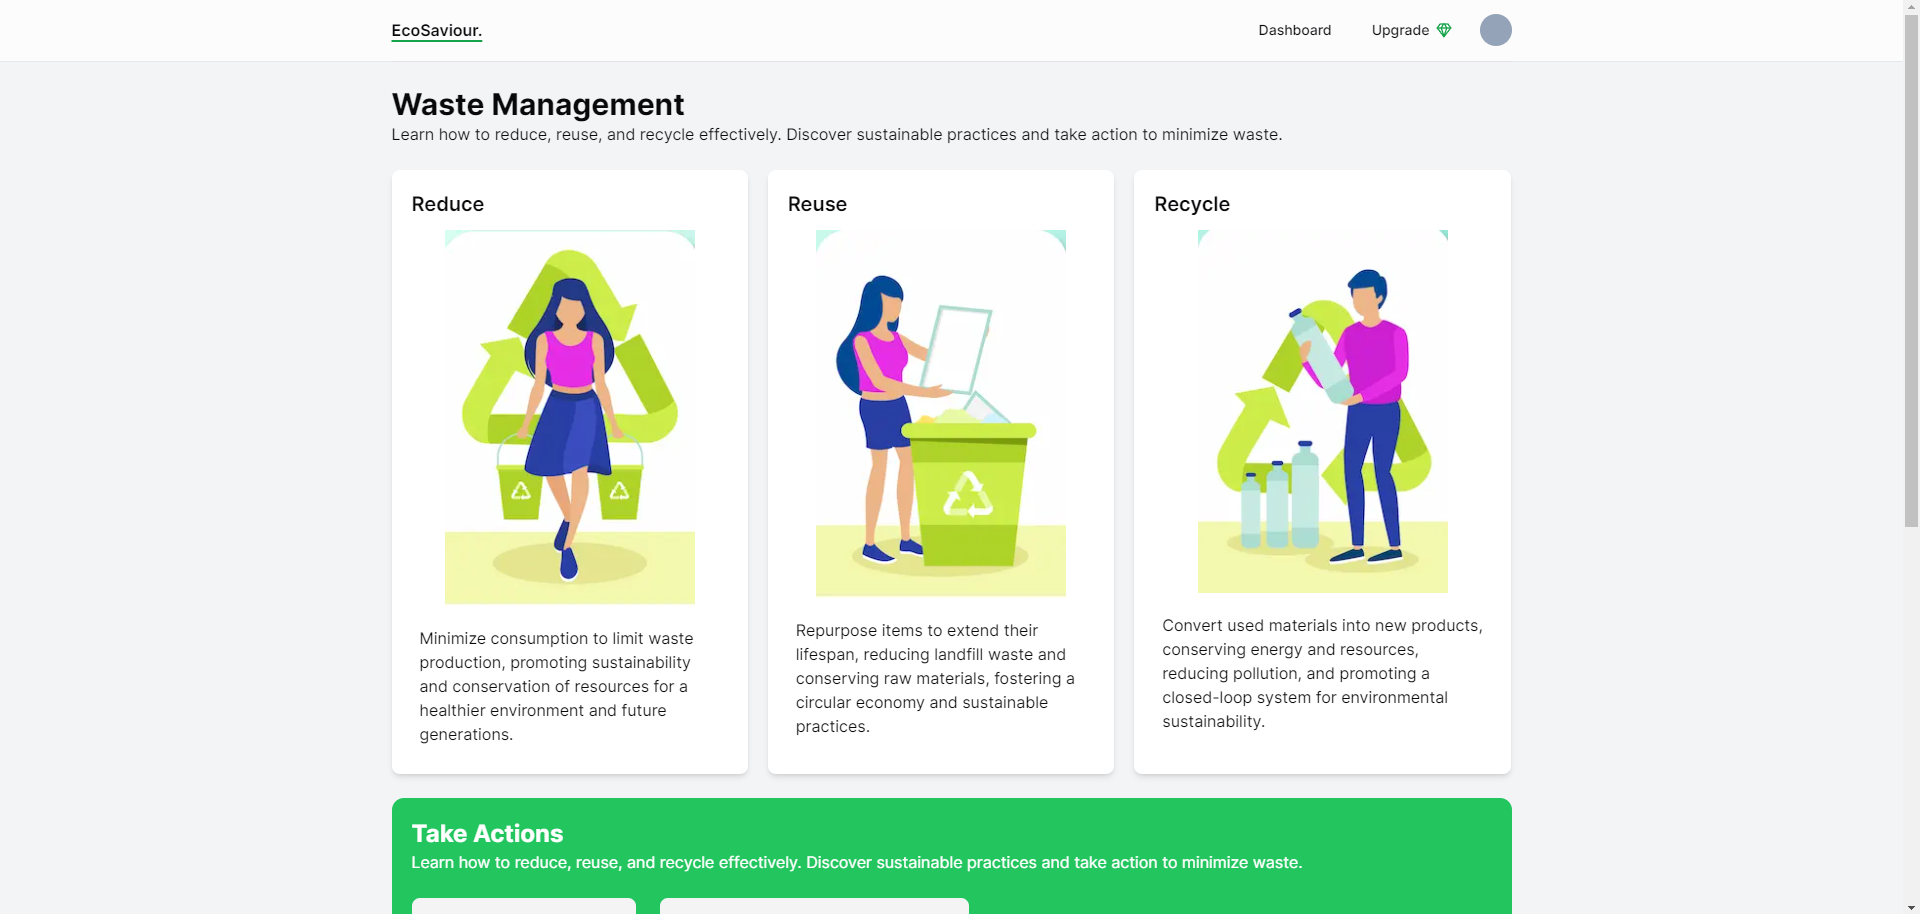 EcoSaviour.
Dashboard
Upgrade
Waste Management
Learn how to reduce, reuse, and recycle effectively. Discover sustainable practices and take action to minimize waste.
Reduce
Minimize consumption to limit waste
production, promoting sustainability
and conservation of resources for a
healthier environment and future
generations.
Reuse
Repurpose items to extend their
lifespan, reducing landfill waste and
conserving raw materials, fostering a
circular economy and sustainable
practices.
Recycle
Convert used materials into new products,
conserving energy and resources,
reducing pollution, and promoting a
closed-loop system for environmental
sustainability.
Take Actions
Learn how to reduce, reuse, and recycle effectively. Discover sustainable practices and take action to minimize waste.